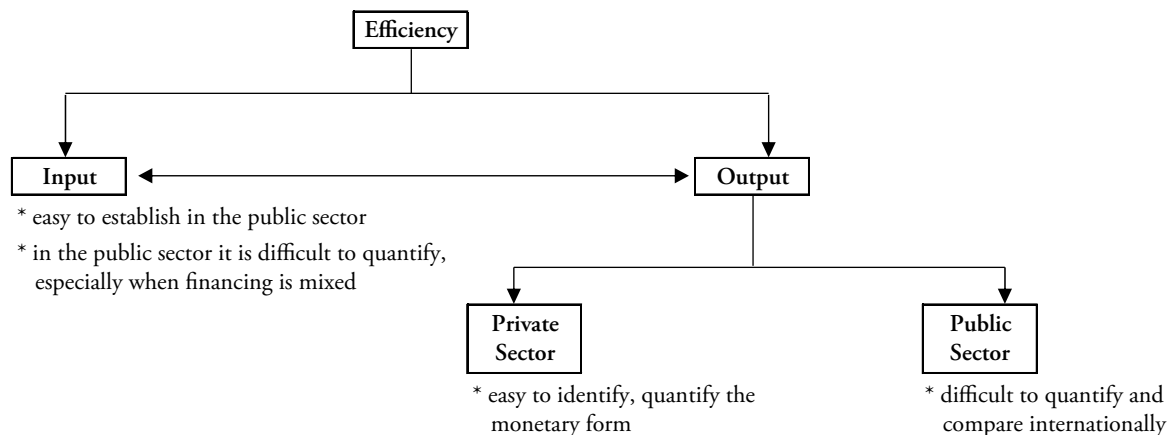 Efficiency
Input
Output
* easy to establish in the public sector
* in the public sector it is difficult to quantify,
especially when financing is mixed
Private
Sector
* easy to identify, quantify the
monetary form
Public
Sector
* difficult to quantify and
compare internationally